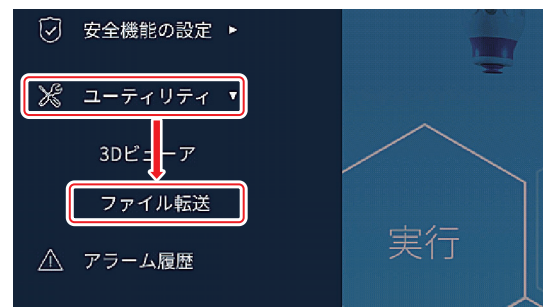 安全機能の設定 ▶
ユーティリティ ▼
3Dビューア
ファイル転送
アラーム履歴
実行